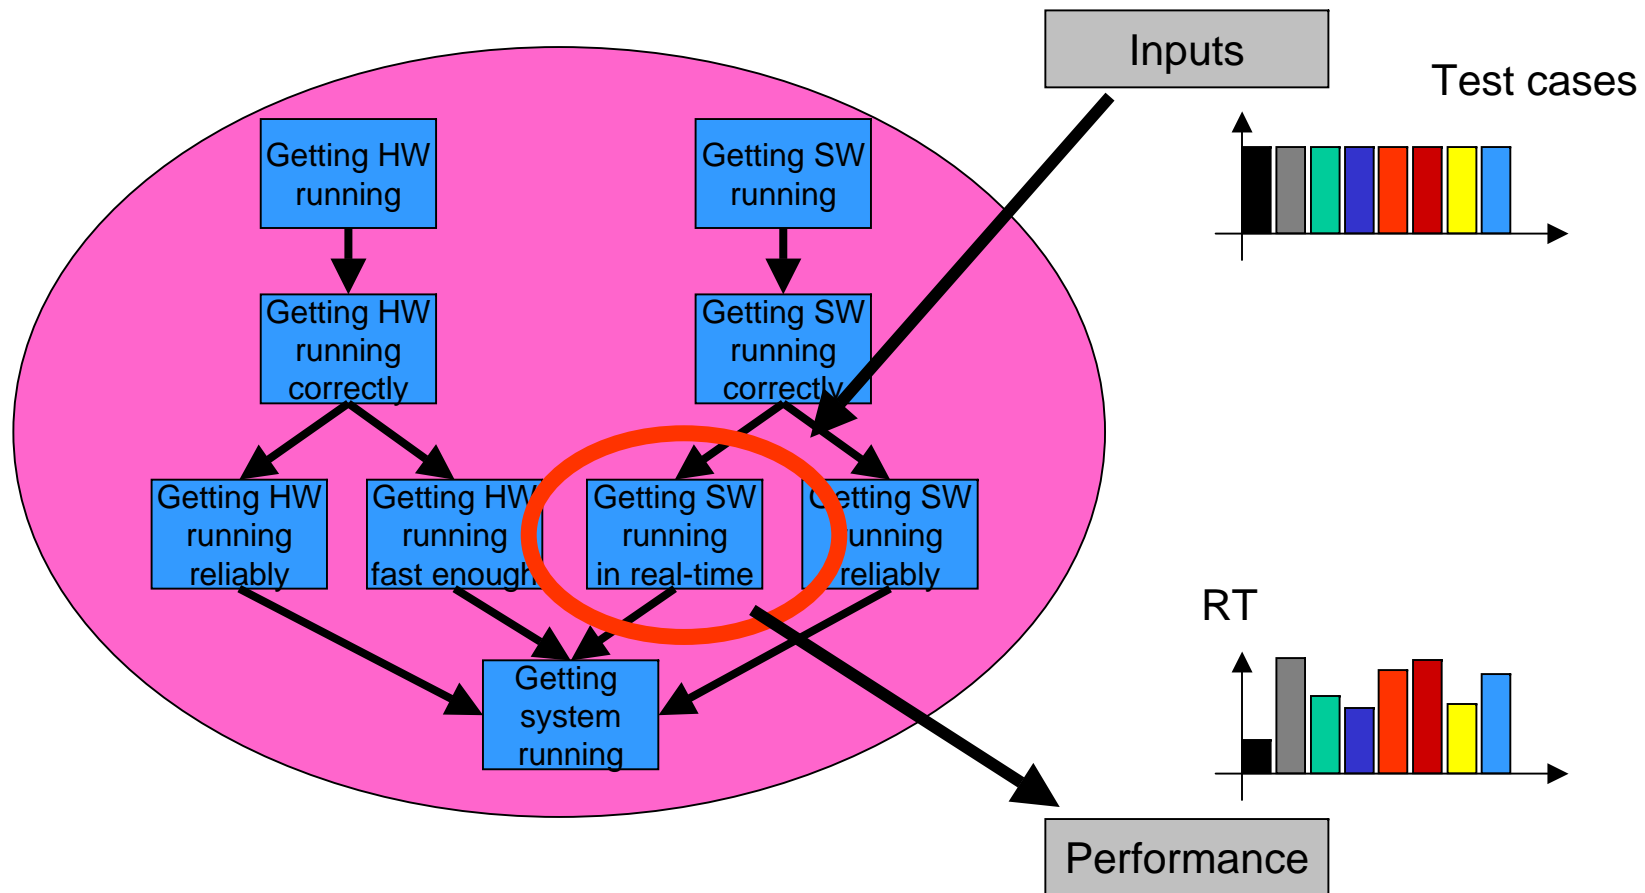 Inputs
Test cases
Getting HW
running
Getting SW
running
Getting HW
running
correctly
Getting SW
running
correctly
Getting HW
running
reliably
Getting HW
running
fast enough
Getting SW
running
in real-time
Getting SW
running
reliably
RT
Getting
system
running
Performance